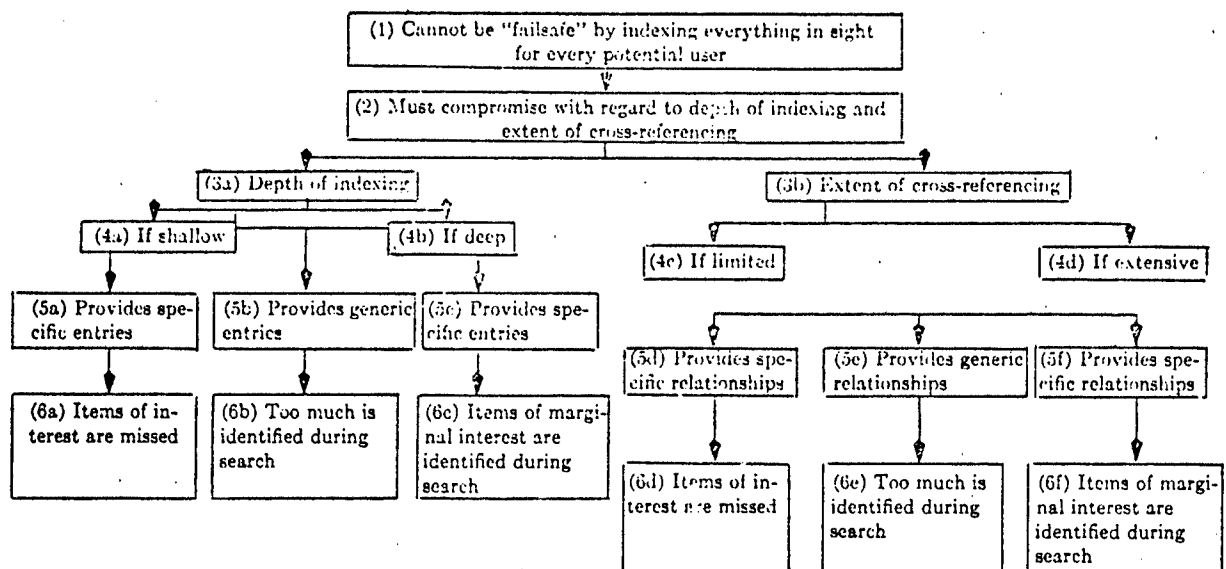 (1) Cannot be "failsafe" by indexing everything in sight
for every potential user
(2) Must compromise with regard to depth of indexing and
extent of cross-referencing
(3a) Depth of indexing
(3b) Extent of cross-referencing
(4a) If shallow
(4b) If deep
(4c) If limited
(4d) If extensive
(5a) Provides spe-
cific entries
(5b) Provides generic
entries
(5c) Provides spe-
cific entries
(5d) Provides spe-
cific relationships
(5e) Provides generic
relationships
(5f) Provides spe-
cific relationships
(6a) Items of in-
terest are missed
(6b) Too much is
identified during
search
(6c) Items of margi-
nal interest are
identified during
search
(6d) Items of in-
terest are missed
(6e) Too much is
identified during
search
(6f) Items of margi-
nal interest are
identified during
search